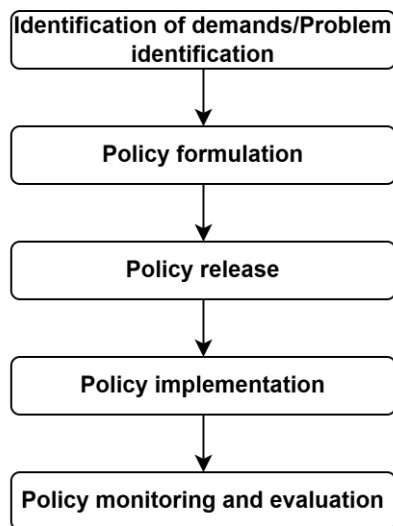 Identification of demands/Problem
identification
Policy formulation
Policy release
Policy implementation
Policy monitoring and evaluation